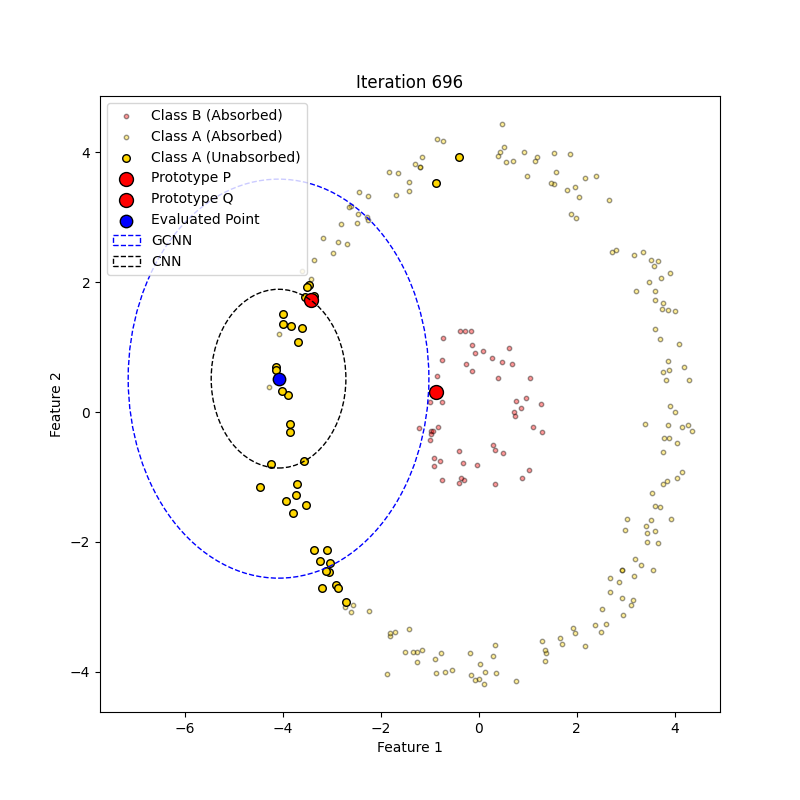 Iteration 696
Class B (Absorbed)
Class A (Absorbed)
Class A (Unabsorbed)
Prototype P
Prototype Q
Evaluated Point
GCNN
CNN
4
2
0
−2
−4
Feature 2
−6
−4
−2
0
2
4
Feature 1